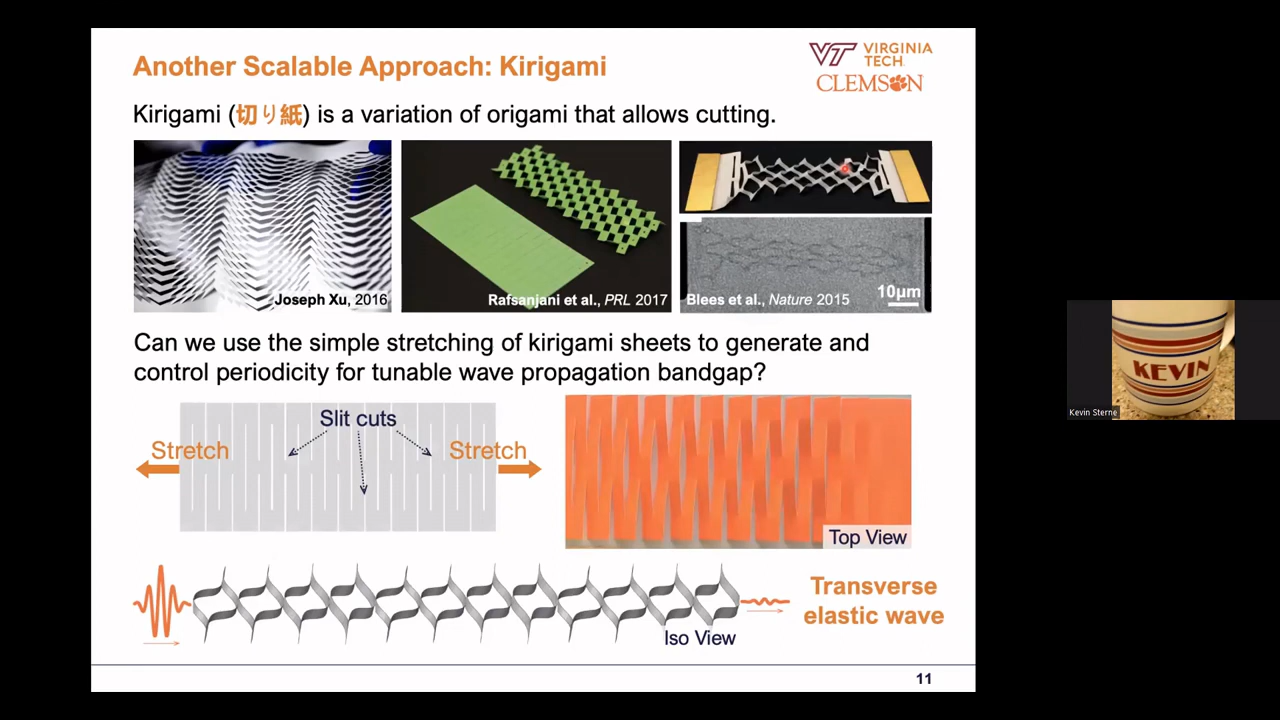 Another Scalable Approach: Kirigami
VT VIRGINIA
TECH
CLEMSON
Kirigami (切り紙) is a variation of origami that allows cutting.
Joseph Xu, 2016
Rafsanjani et al., PRL 2017
Blees et al., Nature 2015
10μm
Can we use the simple stretching of kirigami sheets to generate and
control periodicity for tunable wave propagation bandgap?
Slit cuts
Stretch
Stretch
Top View
Transverse
elastic wave
Iso View
11
KEVIN
Kevin Sterne